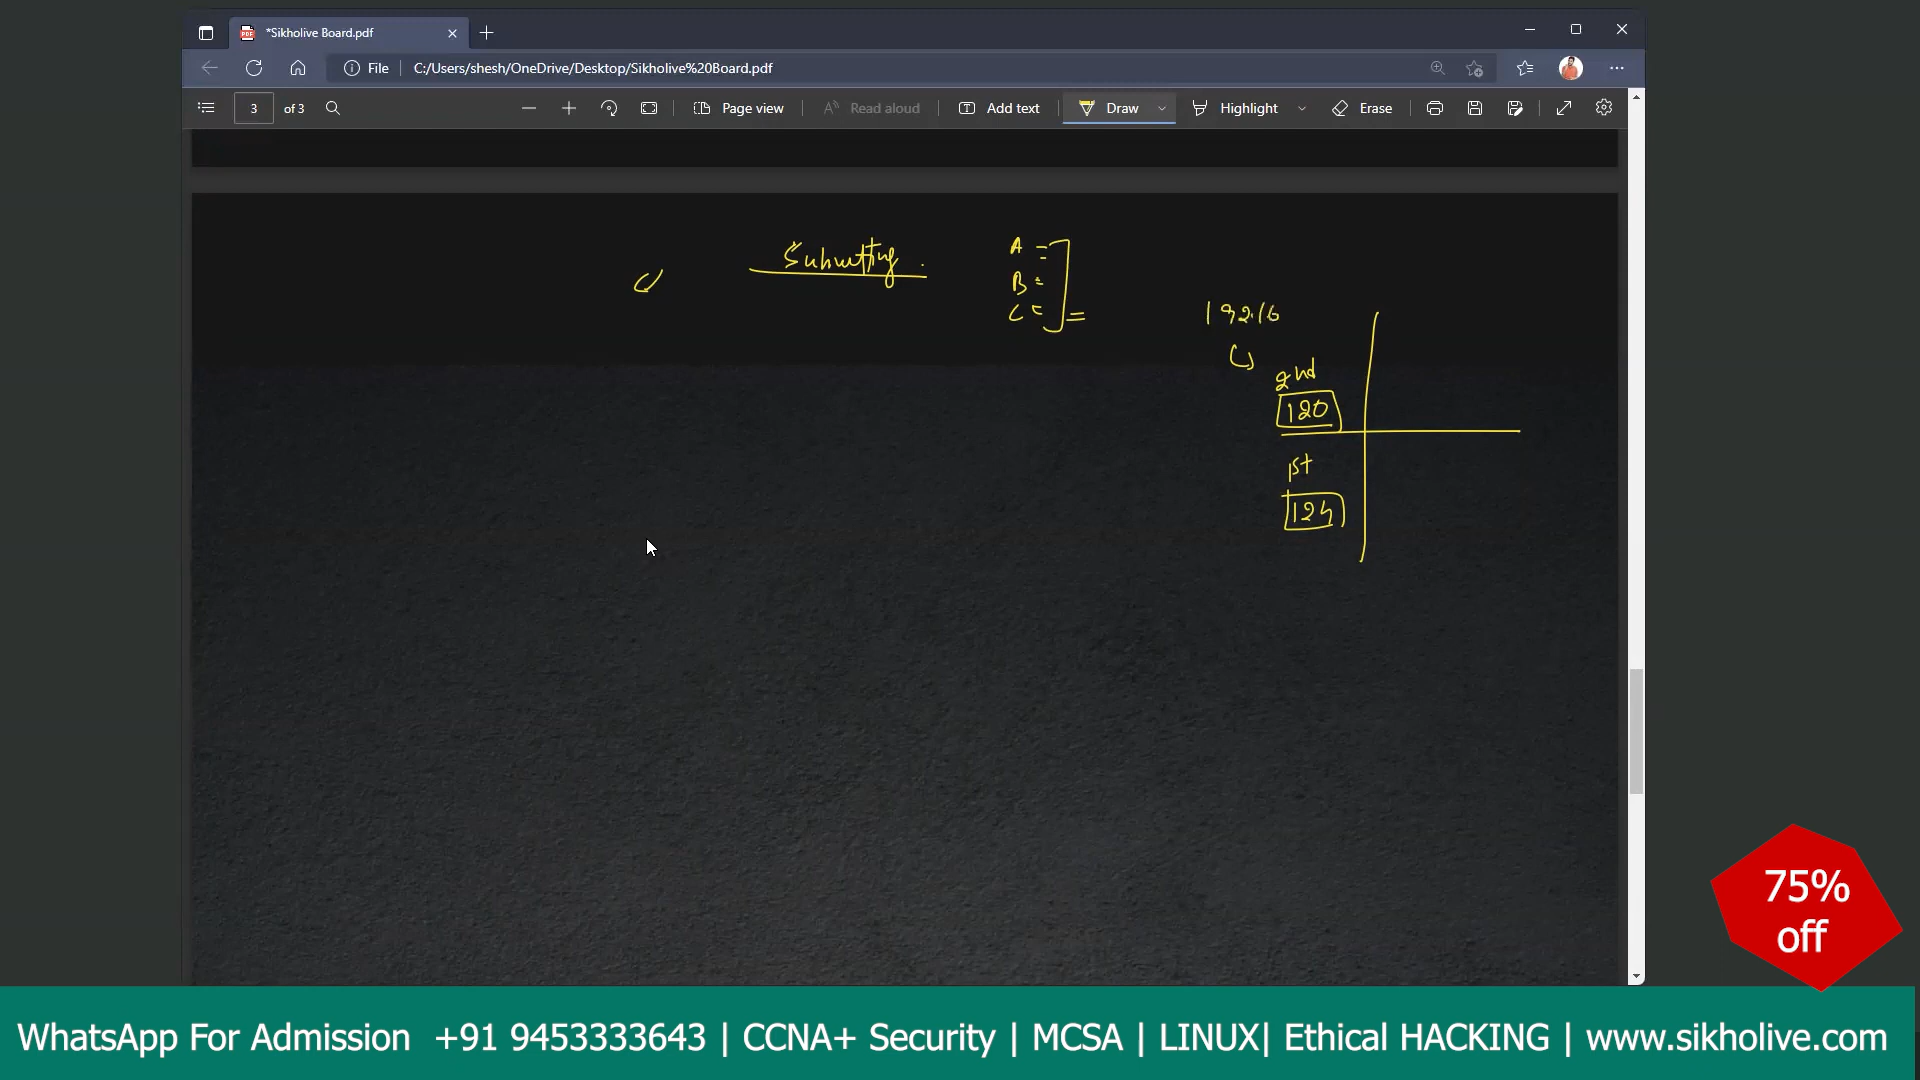 *Sikholive Board.pdf
File C:/Users/shesh/OneDrive/Desktop/Sikholive%20Board.pdf
3 of 3 Page view Read aloud Add text Draw Highlight Erase
Subnetting
A =
B =
C =
192.16
2nd
120
1st
124
75%
off
WhatsApp For Admission +91 9453333643 | CCNA+ Security | MCSA | LINUX| Ethical HACKING | www.sikholive.com